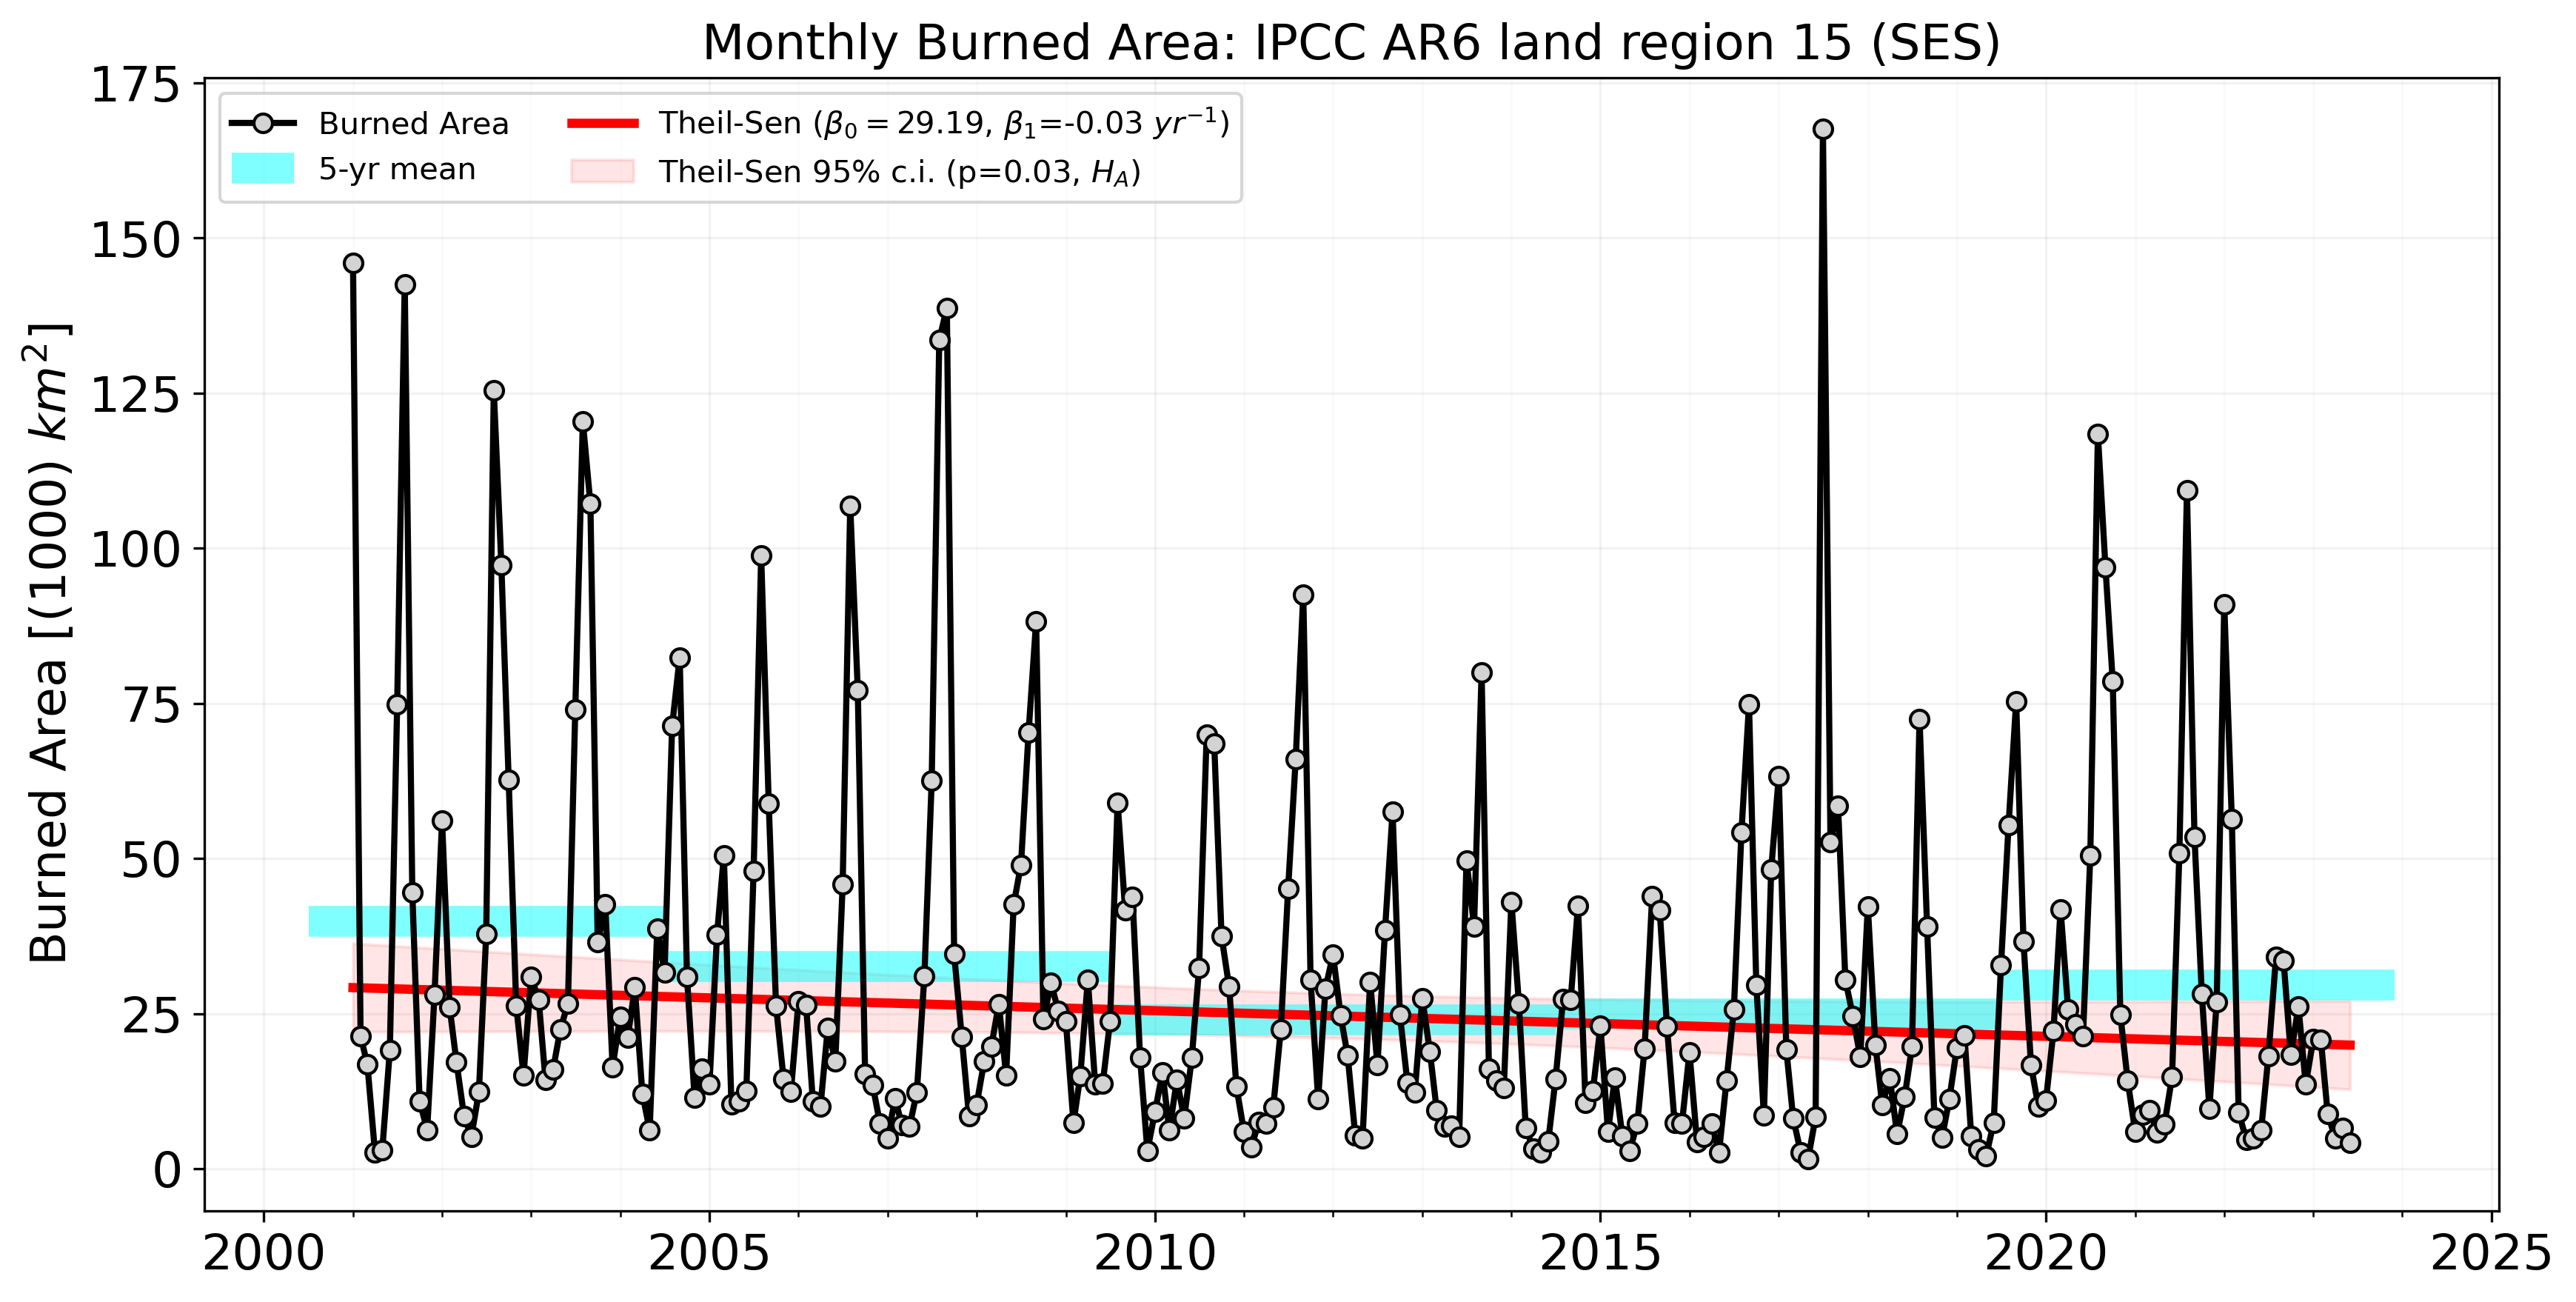 Monthly Burned Area: IPCC AR6 land region 15 (SES)
Burned Area
5-yr mean
Theil-Sen (β₀ = 29.19, β₁=-0.03 yr⁻¹)
Theil-Sen 95% c.i. (p=0.03, H_A)
Burned Area [(1000) km²]
175
150
125
100
75
50
25
0
2000 2005 2010 2015 2020 2025